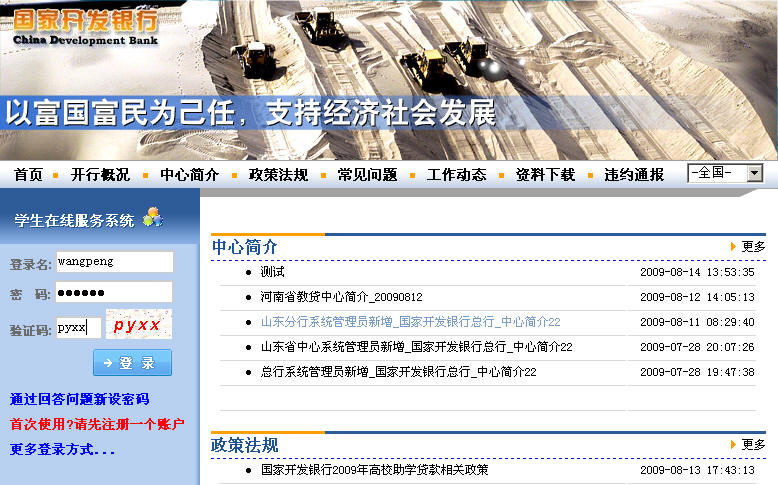 国家开发银行
China Development Bank
以富国富民为己任，支持经济社会发展
首页 开行概况 中心简介 政策法规 常见问题 工作动态 资料下载 违约通报 -全国-
学生在线服务系统
登录名: wangpeng
密 码: ●●●●●●
验证码: pyxx pyxx
登 录
通过回答问题新设密码
首次使用?请先注册一个账户
更多登录方式...
中心简介 更多
测试 2009-08-14 13:53:35
河南省教贷中心简介_20090812 2009-08-12 14:05:13
山东分行系统管理员新增_国家开发银行总行_中心简介22 2009-08-11 08:29:40
山东省中心系统管理员新增_国家开发银行总行_中心简介22 2009-07-28 20:07:26
总行系统管理员新增_国家开发银行总行_中心简介22 2009-07-28 19:47:38
政策法规 更多
国家开发银行2009年高校助学贷款相关政策 2009-08-13 17:43:13